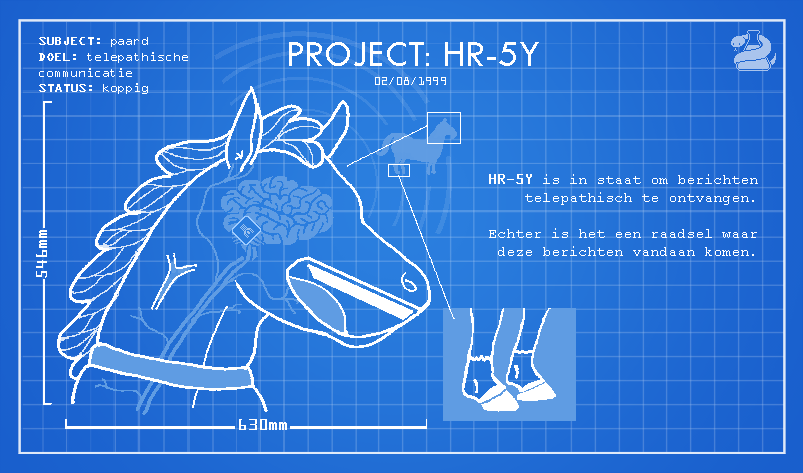 SUBJECT: paard
DOEL: telepathische
communicatie
STATUS: koppig
PROJECT: HR-5Y
02/08/1999
HR-5Y is in staat om berichten
telepathisch te ontvangen.
Echter is het een raadsel waar
deze berichten vandaan komen.
546mm
630mm